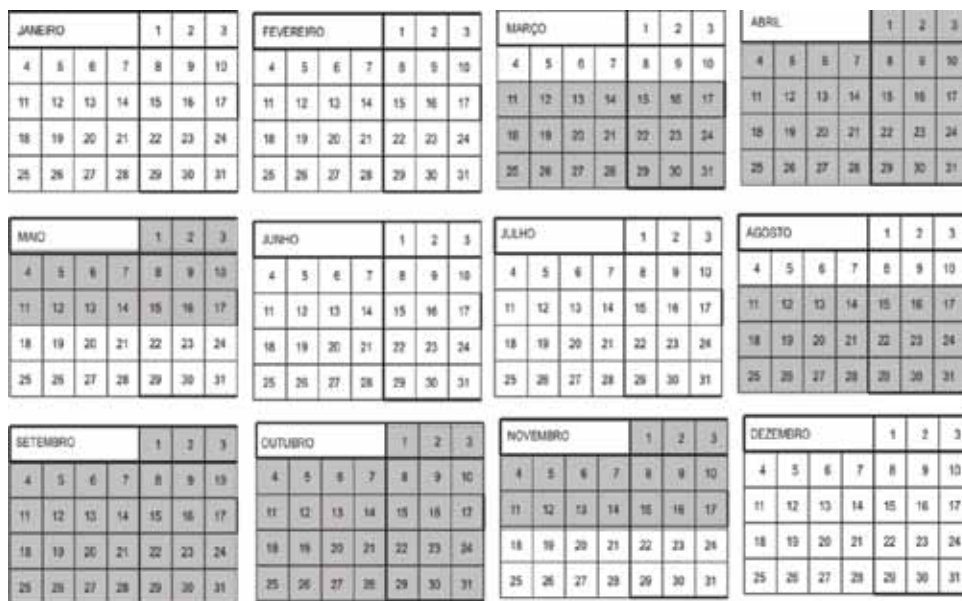 JANEIRO 1 2 3
4 5 6 7 8 9 10
11 12 13 14 15 16 17
18 19 20 21 22 23 24
25 26 27 28 29 30 31
FEVEREIRO 1 2 3
4 5 6 7 8 9 10
11 12 13 14 15 16 17
18 19 20 21 22 23 24
25 26 27 28 29 30 31
MARÇO 1 2 3
4 5 6 7 8 9 10
11 12 13 14 15 16 17
18 19 20 21 22 23 24
25 26 27 28 29 30 31
ABRIL 1 2 3
4 5 6 7 8 9 10
11 12 13 14 15 16 17
18 19 20 21 22 23 24
25 26 27 28 29 30 31
MAIO 1 2 3
4 5 6 7 8 9 10
11 12 13 14 15 16 17
18 19 20 21 22 23 24
25 26 27 28 29 30 31
JUNHO 1 2 3
4 5 6 7 8 9 10
11 12 13 14 15 16 17
18 19 20 21 22 23 24
25 26 27 28 29 30 31
JULHO 1 2 3
4 5 6 7 8 9 10
11 12 13 14 15 16 17
18 19 20 21 22 23 24
25 26 27 28 29 30 31
AGOSTO 1 2 3
4 5 6 7 8 9 10
11 12 13 14 15 16 17
18 19 20 21 22 23 24
25 26 27 28 29 30 31
SETEMBRO 1 2 3
4 5 6 7 8 9 10
11 12 13 14 15 16 17
18 19 20 21 22 23 24
25 26 27 28 29 30 31
OUTUBRO 1 2 3
4 5 6 7 8 9 10
11 12 13 14 15 16 17
18 19 20 21 22 23 24
25 26 27 28 29 30 31
NOVEMBRO 1 2 3
4 5 6 7 8 9 10
11 12 13 14 15 16 17
18 19 20 21 22 23 24
25 26 27 28 29 30 31
DEZEMBRO 1 2 3
4 5 6 7 8 9 10
11 12 13 14 15 16 17
18 19 20 21 22 23 24
25 26 27 28 29 30 31